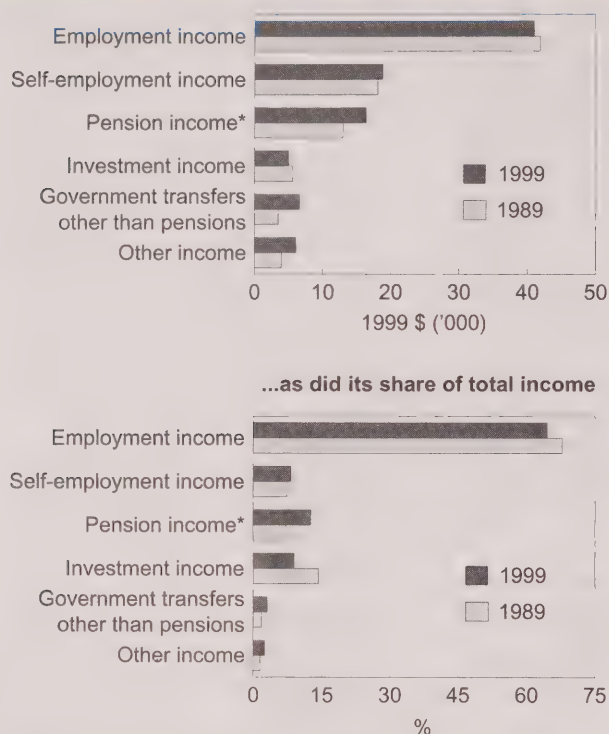 Employment income
Self-employment income
Pension income*
Investment income
Government transfers
other than pensions
Other income
1999
1989
0 10 20 30 40 50
1999 $ ('000)
...as did its share of total income
Employment income
Self-employment income
Pension income*
Investment income
Government transfers
other than pensions
Other income
1999
1989
0 15 30 45 60 75
%